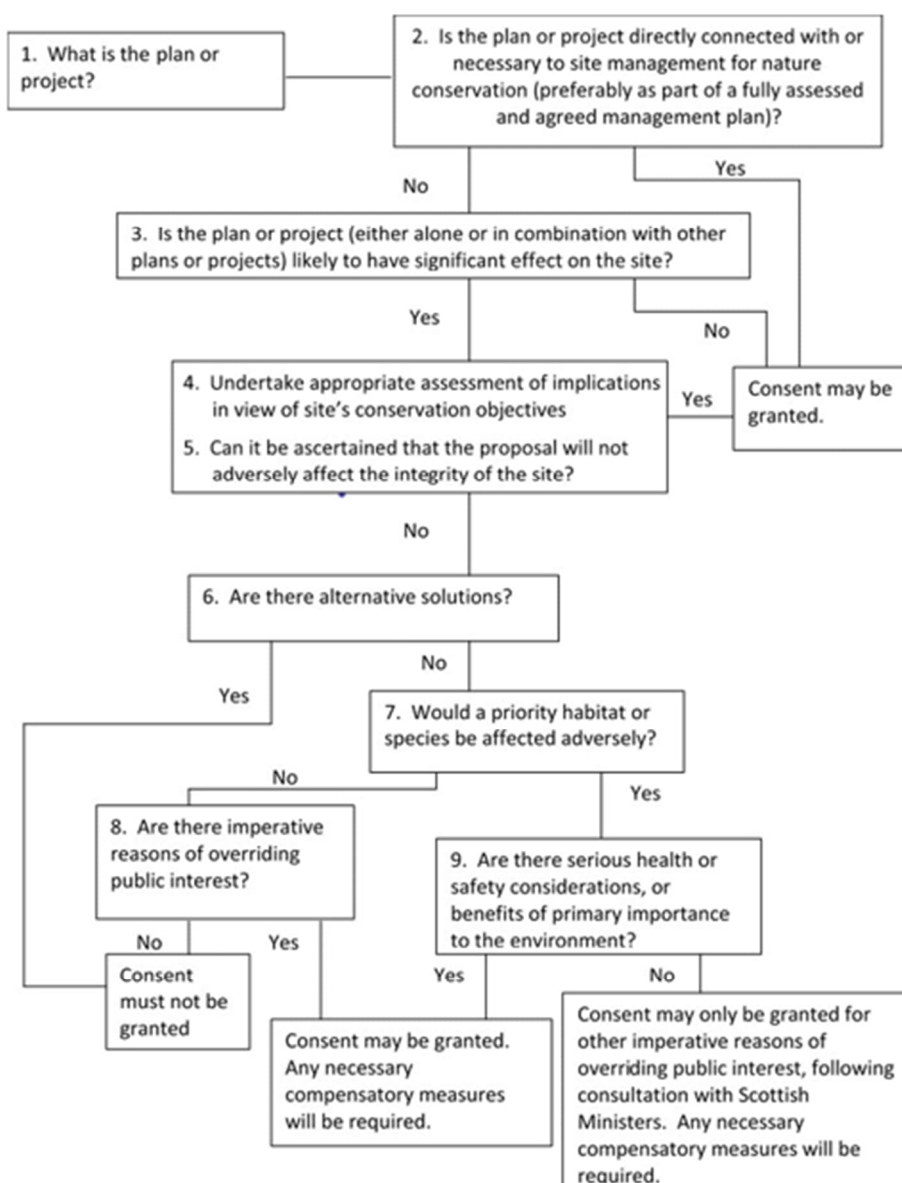 1. What is the plan or
project?
2. Is the plan or project directly connected with or
necessary to site management for nature
conservation (preferably as part of a fully assessed
and agreed management plan)?
No
Yes
3. Is the plan or project (either alone or in combination with other
plans or projects) likely to have significant effect on the site?
Yes
No
4. Undertake appropriate assessment of implications
in view of site's conservation objectives
5. Can it be ascertained that the proposal will not
adversely affect the integrity of the site?
Yes
Consent may be
granted.
No
6. Are there alternative solutions?
Yes
No
7. Would a priority habitat or
species be affected adversely?
No
Yes
8. Are there imperative
reasons of overriding
public interest?
9. Are there serious health or
safety considerations, or
benefits of primary importance
to the environment?
No
Yes
Consent
must not be
granted
Yes
No
Consent may be granted.
Any necessary
compensatory measures
will be required.
Consent may only be granted for
other imperative reasons of
overriding public interest, following
consultation with Scottish
Ministers. Any necessary
compensatory measures will be
required.